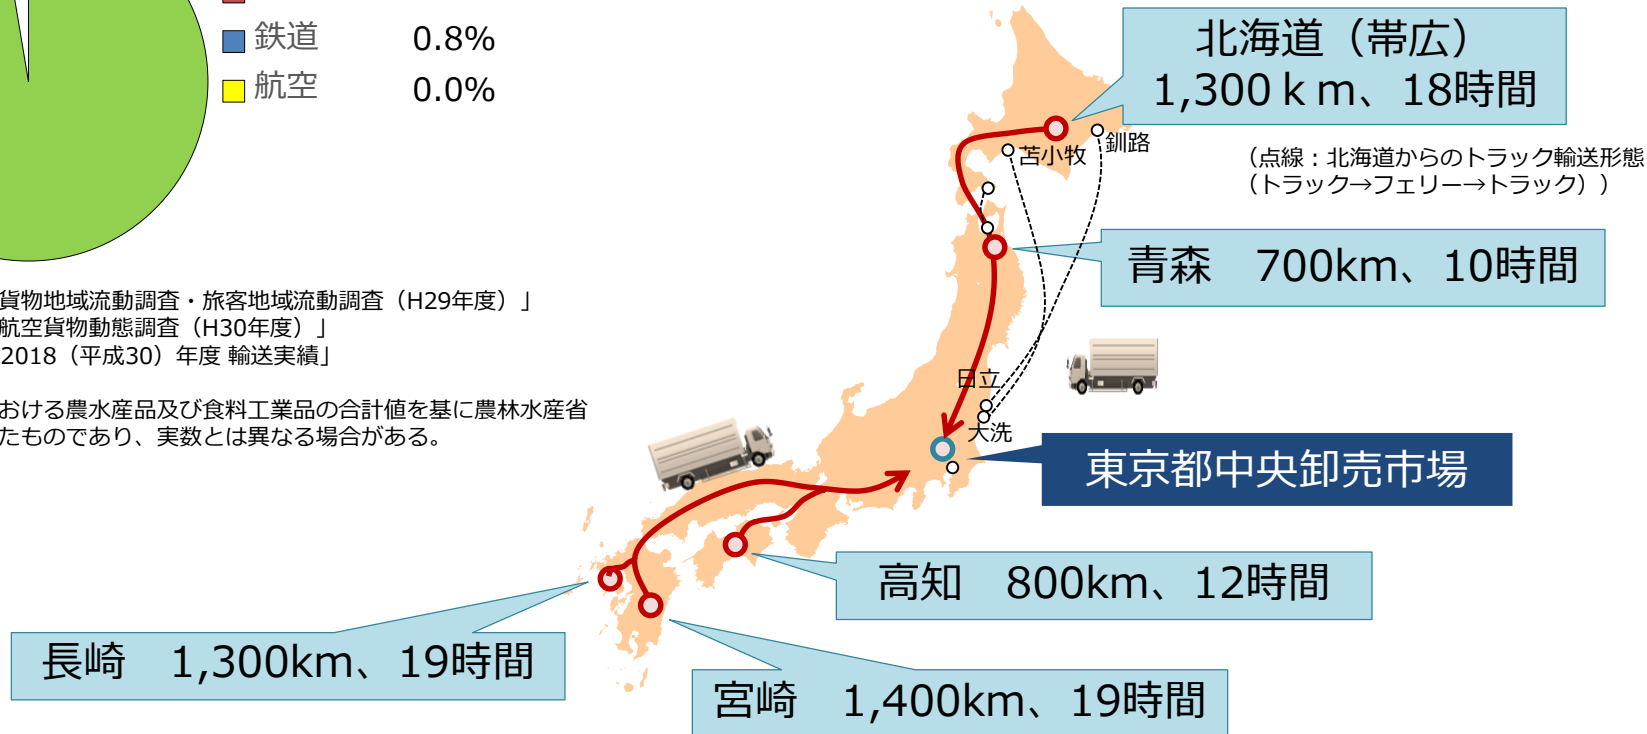 鉄道 0.8%
航空 0.0%
貨物地域流動調査・旅客地域流動調査（H29年度）」
航空貨物動態調査（H30年度）」
2018（平成30）年度 輸送実績」
おける農水産品及び食料工業品の合計値を基に農林水産省
たものであり、実数とは異なる場合がある。
北海道（帯広）
1,300ｋｍ、18時間
釧路
苫小牧
（点線：北海道からのトラック輸送形態
（トラック→フェリー→トラック））
青森　700km、10時間
日立
大洗
東京都中央卸売市場
高知　800km、12時間
長崎　1,300km、19時間
宮崎　1,400km、19時間